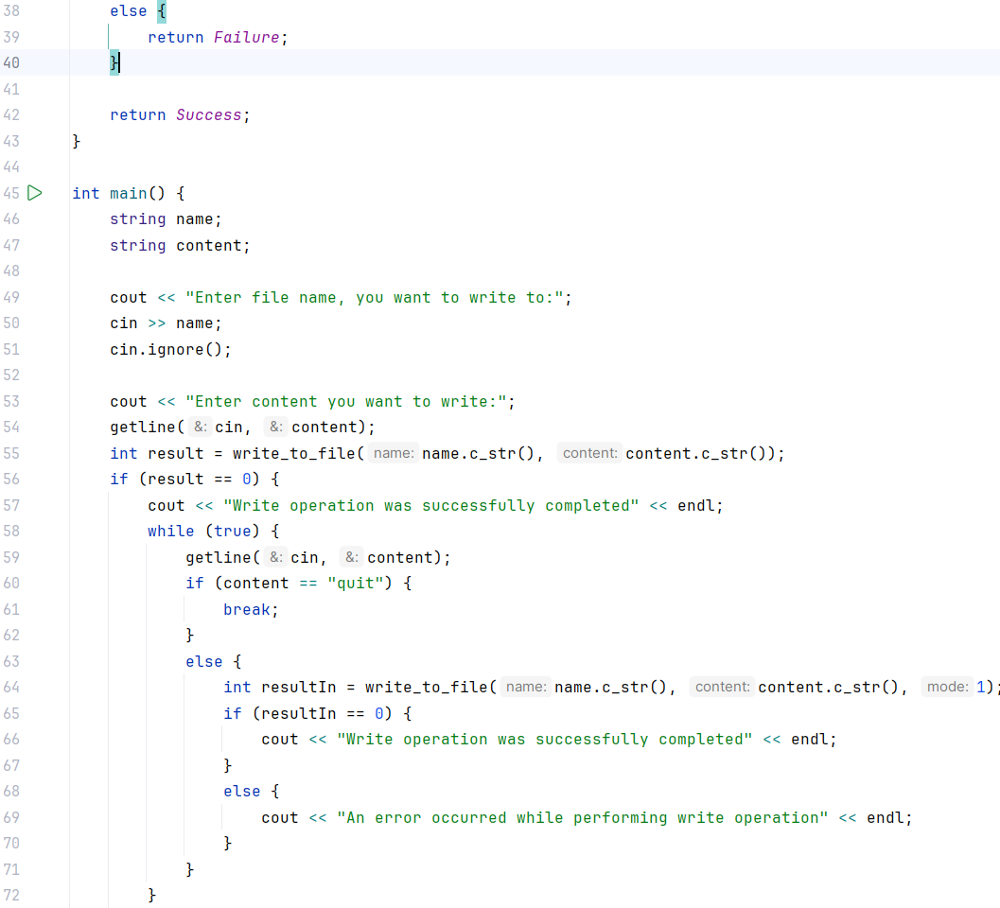 38 else {
39 return Failure;
40 }
41
42 return Success;
43 }
44
45 int main() {
46 string name;
47 string content;
48
49 cout << "Enter file name, you want to write to:";
50 cin >> name;
51 cin.ignore();
52
53 cout << "Enter content you want to write:";
54 getline( &: cin, &: content);
55 int result = write_to_file( name: name.c_str(), content: content.c_str());
56 if (result == 0) {
57 cout << "Write operation was successfully completed" << endl;
58 while (true) {
59 getline( &: cin, &: content);
60 if (content == "quit") {
61 break;
62 }
63 else {
64 int resultIn = write_to_file( name: name.c_str(), content: content.c_str(), mode: 1);
65 if (resultIn == 0) {
66 cout << "Write operation was successfully completed" << endl;
67 }
68 else {
69 cout << "An error occurred while performing write operation" << endl;
70 }
71 }
72 }